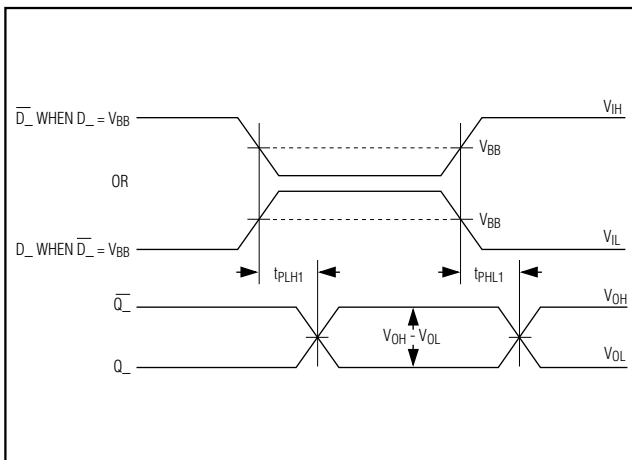 D̅_̅ WHEN D_ = VBB
VIH
VBB
OR
VBB
D_ WHEN D̅_̅ = VBB
VIL
tPLH1
tPHL1
Q̅_̅
VOH
VOH - VOL
Q_
VOL